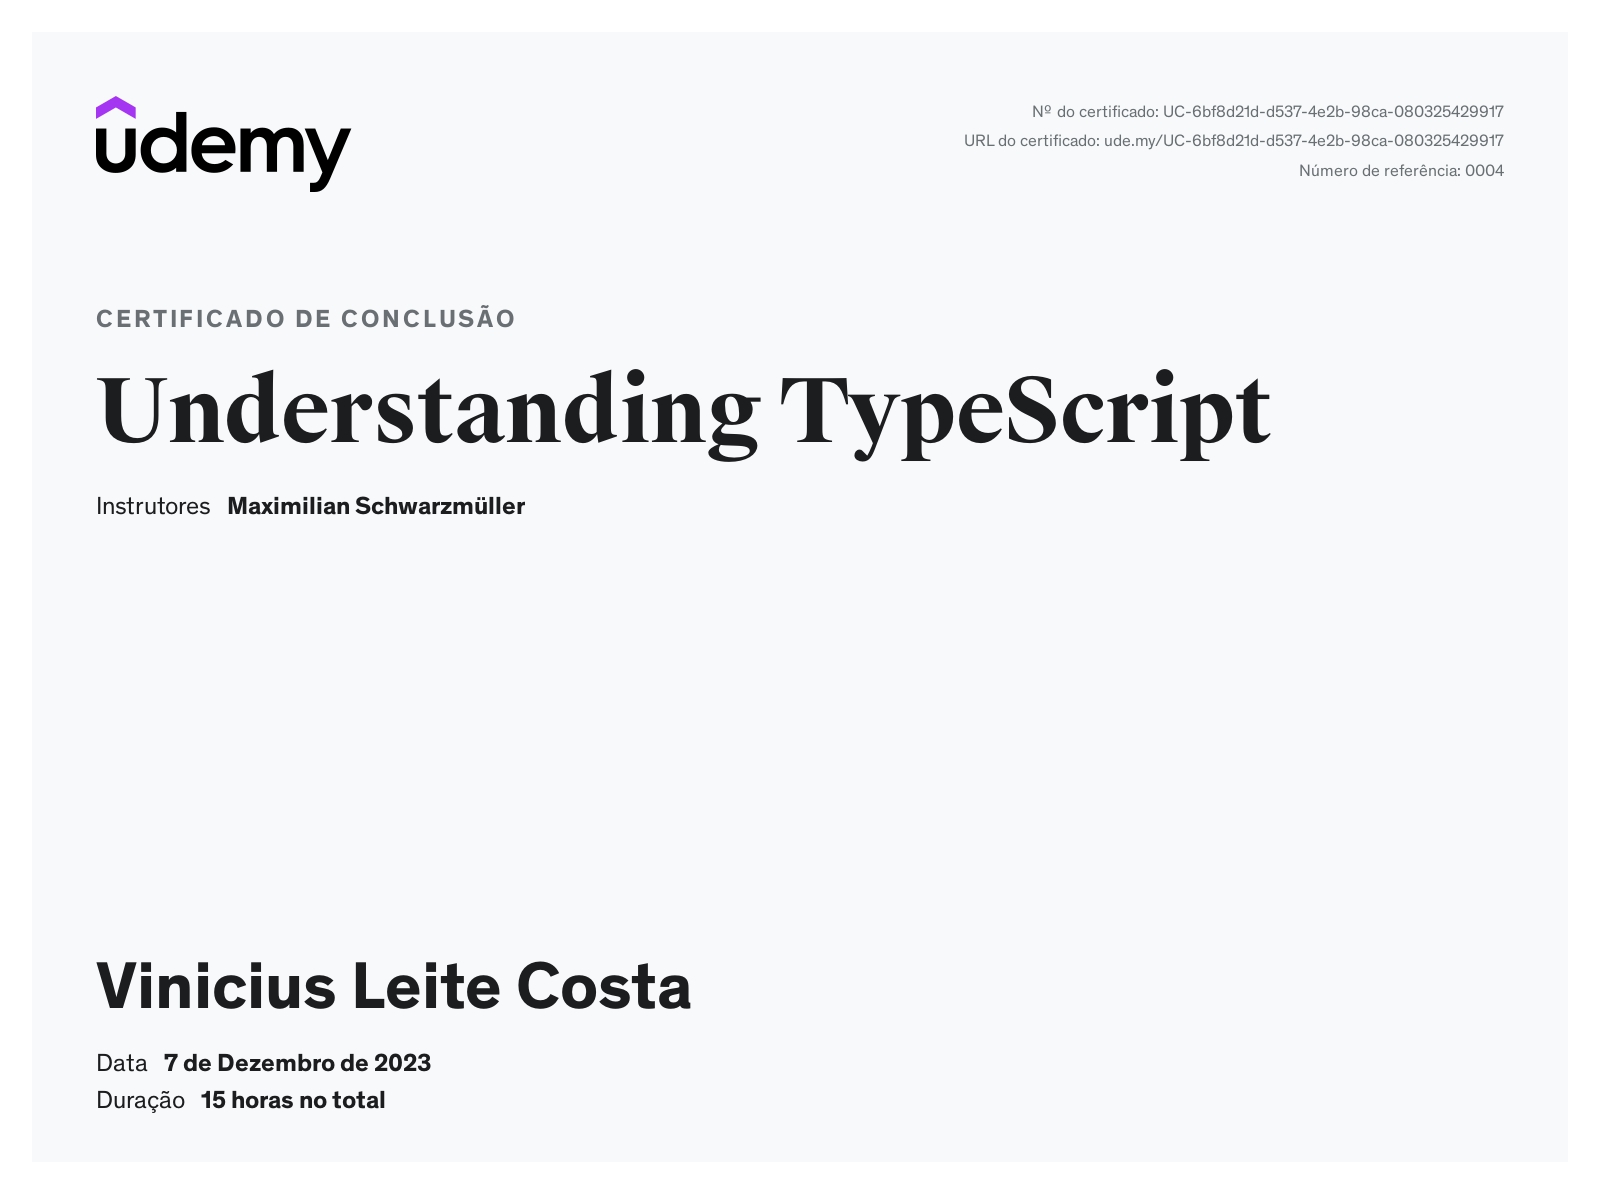 udemy
Nº do certificado: UC-6bf8d21d-d537-4e2b-98ca-080325429917
URL do certificado: ude.my/UC-6bf8d21d-d537-4e2b-98ca-080325429917
Número de referência: 0004
CERTIFICADO DE CONCLUSÃO
Understanding TypeScript
Instrutores Maximilian Schwarzmüller
Vinicius Leite Costa
Data 7 de Dezembro de 2023
Duração 15 horas no total